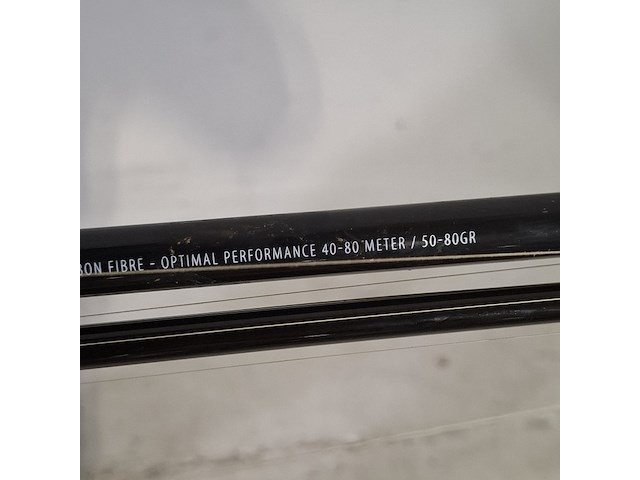 BON FIBRE - OPTIMAL PERFORMANCE 40-80 METER / 50-80GR